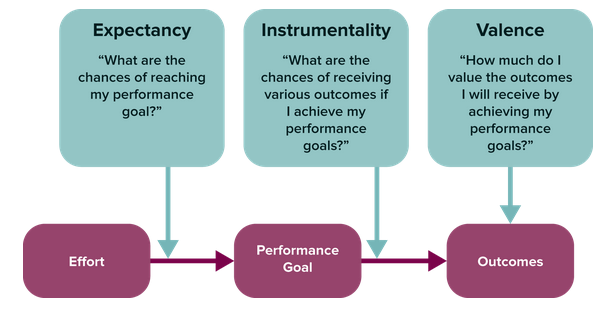 Expectancy
“What are the
chances of reaching
my performance
goal?”
Instrumentality
“What are the
chances of receiving
various outcomes if
I achieve my
performance
goals?”
Valence
“How much do I
value the outcomes
I will receive by
achieving my
performance
goals?”
Effort
Performance
Goal
Outcomes